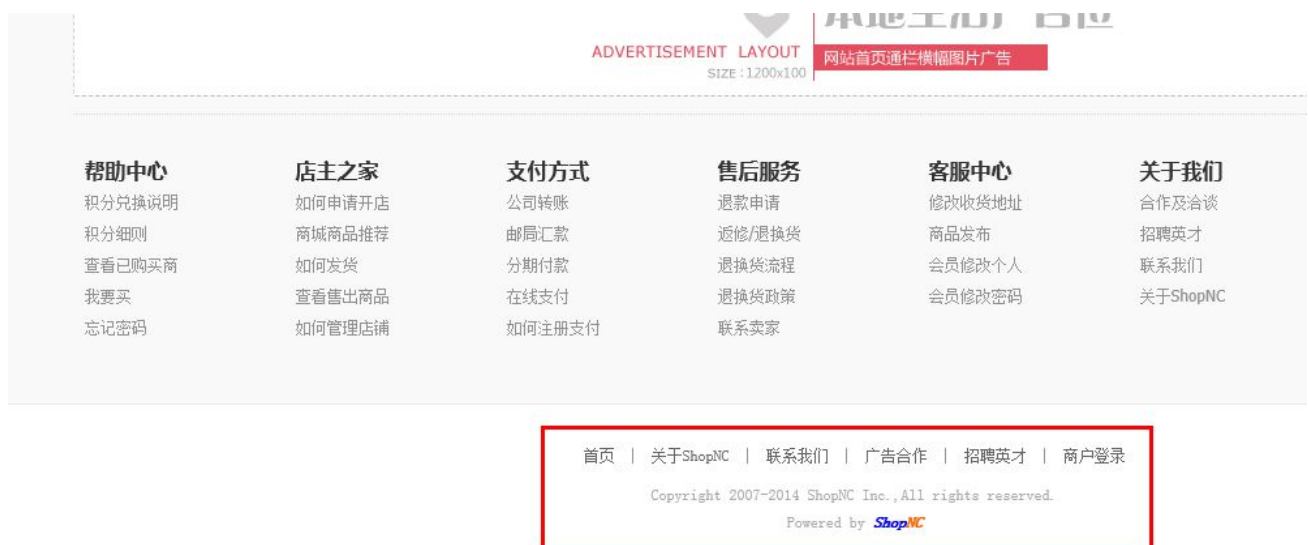 本地生活广告位
ADVERTISEMENT LAYOUT
网站首页通栏横幅图片广告
SIZE:1200x100
帮助中心 店主之家 支付方式 售后服务 客服中心 关于我们
积分兑换说明 如何申请开店 公司转账 退款申请 修改收货地址 合作及洽谈
积分细则 商城商品推荐 邮局汇款 返修/退换货 商品发布 招聘英才
查看已购买商 如何发货 分期付款 退换货流程 会员修改个人 联系我们
我要买 查看售出商品 在线支付 退换货政策 会员修改密码 关于ShopNC
忘记密码 如何管理店铺 如何注册支付 联系卖家
首页 | 关于ShopNC | 联系我们 | 广告合作 | 招聘英才 | 商户登录
Copyright 2007-2014 ShopNC Inc.,All rights reserved.
Powered by ShopNC